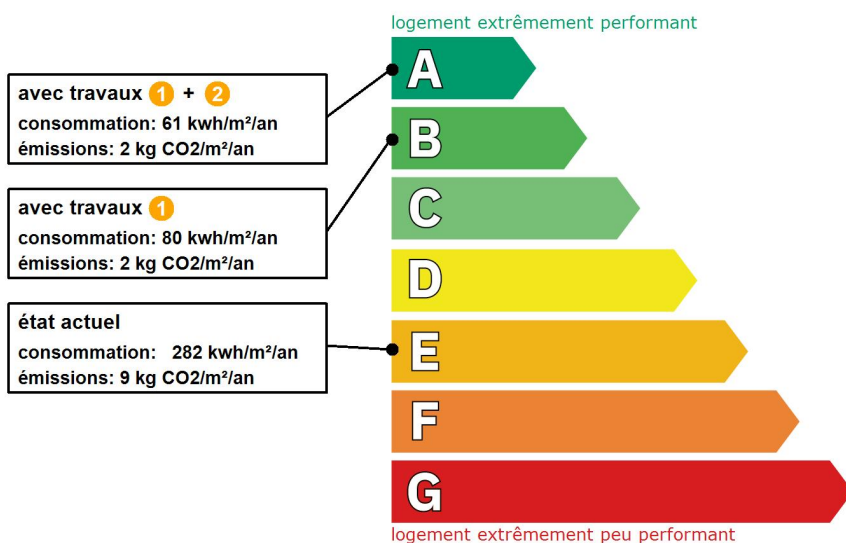 logement extrêmement performant
avec travaux 1 + 2
consommation: 61 kwh/m²/an
émissions: 2 kg CO2/m²/an
avec travaux 1
consommation: 80 kwh/m²/an
émissions: 2 kg CO2/m²/an
état actuel
consommation: 282 kwh/m²/an
émissions: 9 kg CO2/m²/an
A
B
C
D
E
F
G
logement extrêmement peu performant